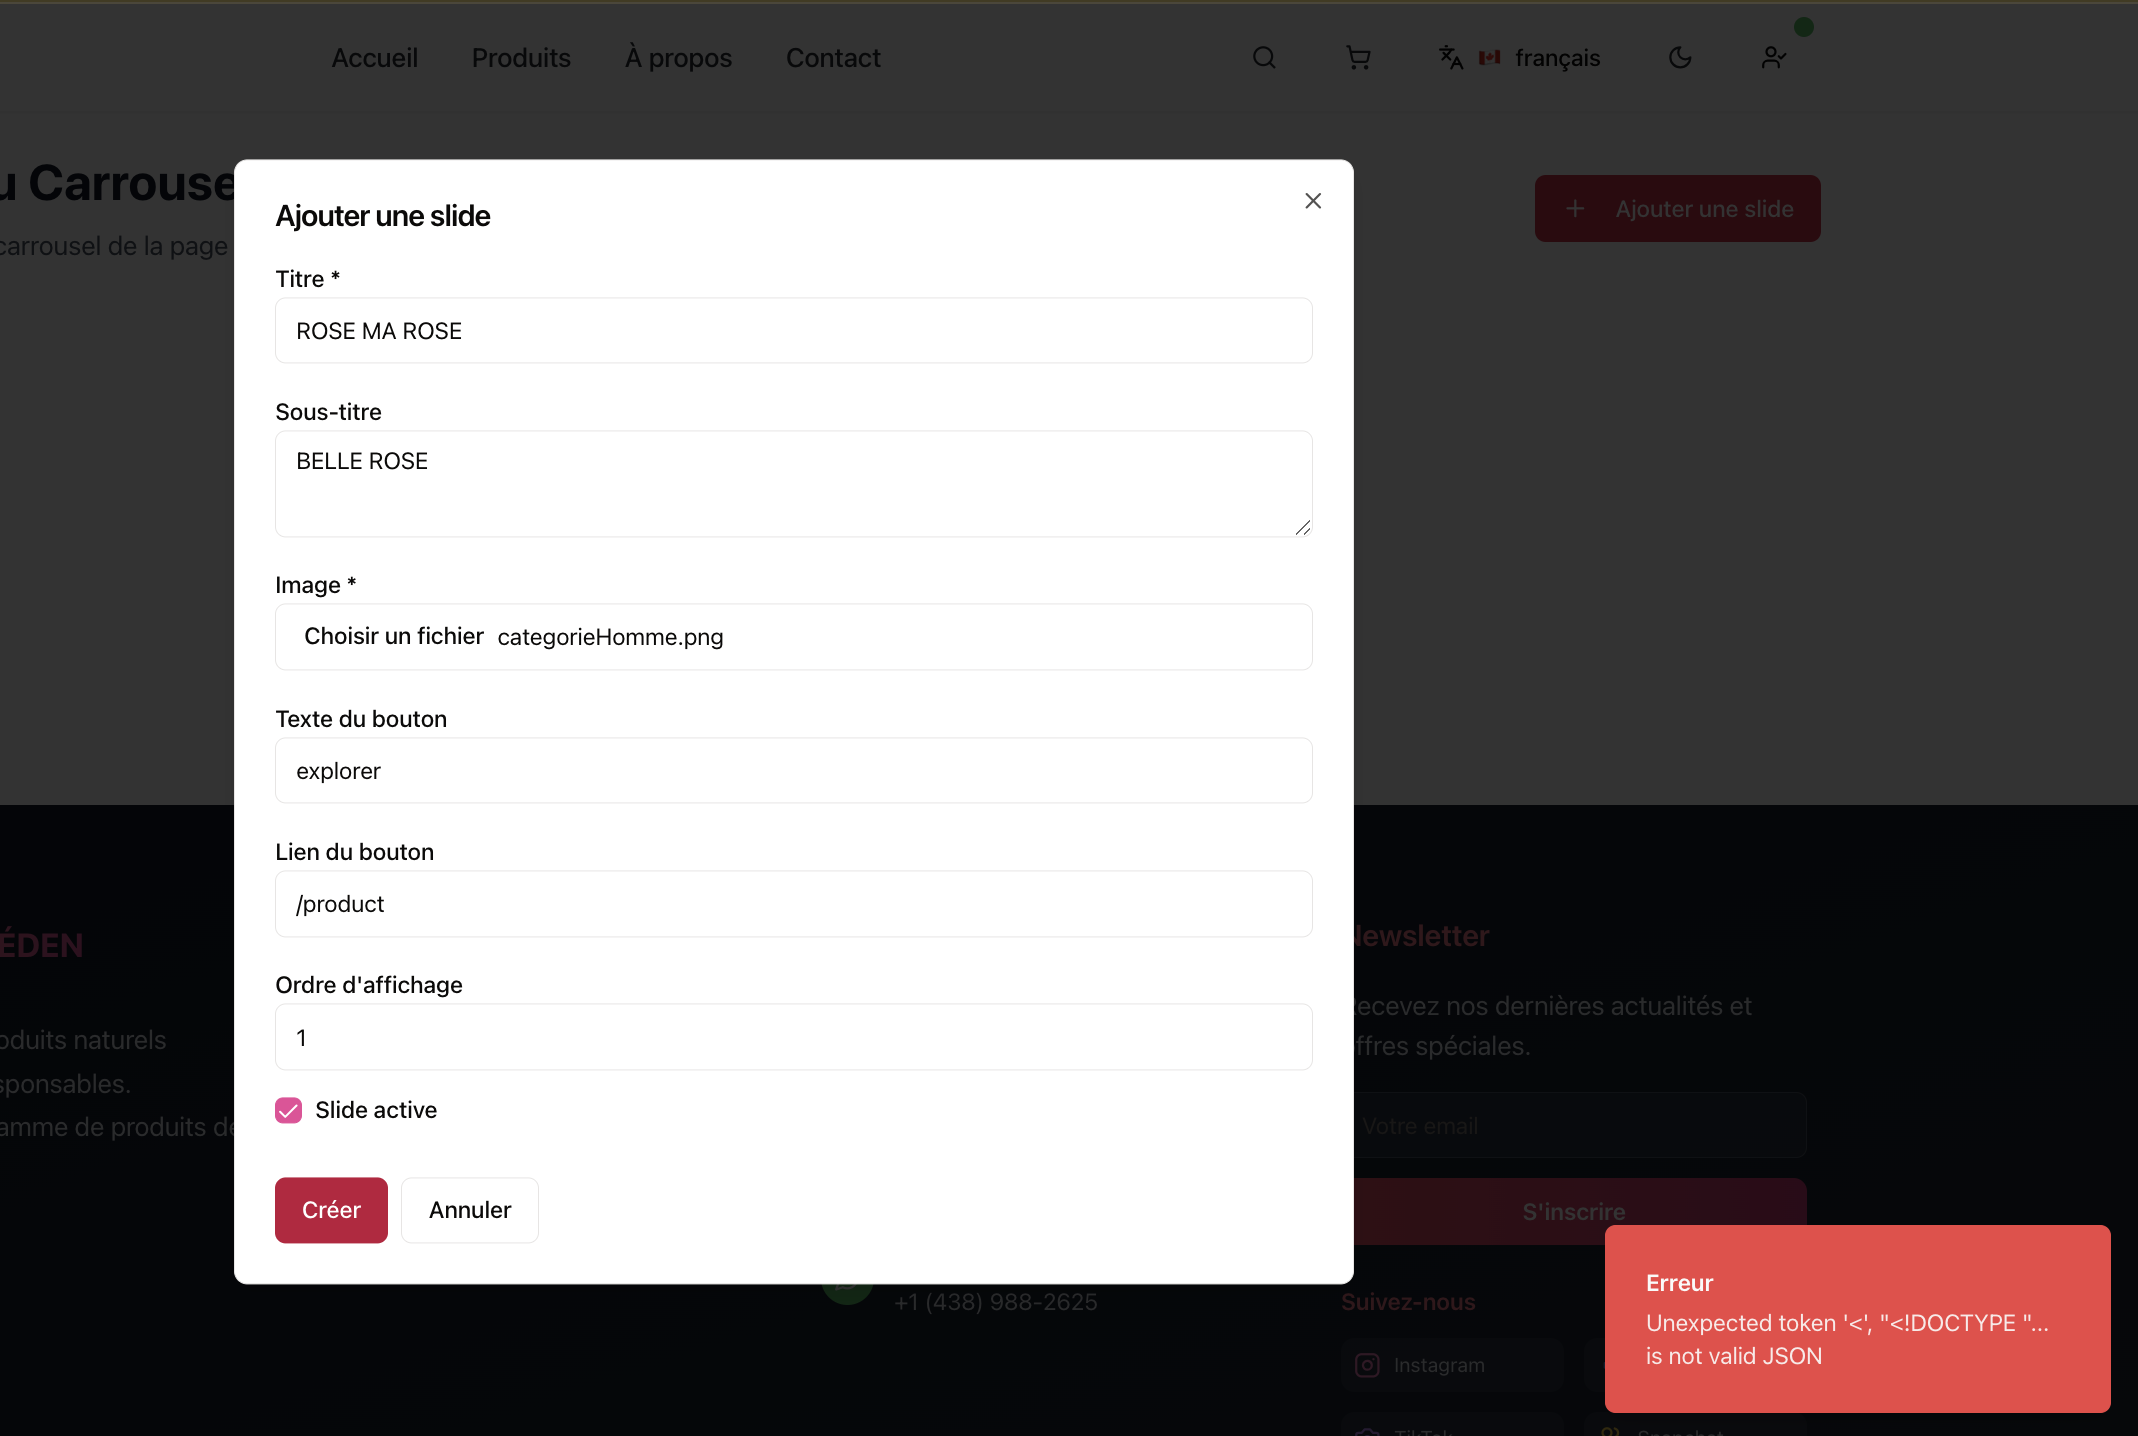 Accueil
Produits
À propos
Contact
français
u Carrouse
carrousel de la page
Ajouter une slide
Ajouter une slide
Titre *
ROSE MA ROSE
Sous-titre
BELLE ROSE
Image *
Choisir un fichier categorieHomme.png
Texte du bouton
explorer
Lien du bouton
/product
Ordre d'affichage
1
Slide active
Créer
Annuler
ÉDEN
oduits naturels
sponsables.
amme de produits de
+1 (438) 988-2625
Newsletter
Recevez nos dernières actualités et
ffres spéciales.
Votre email
S'inscrire
Suivez-nous
Instagram
TikTok
Snapchat
Erreur
Unexpected token '<', "<!DOCTYPE "...
is not valid JSON